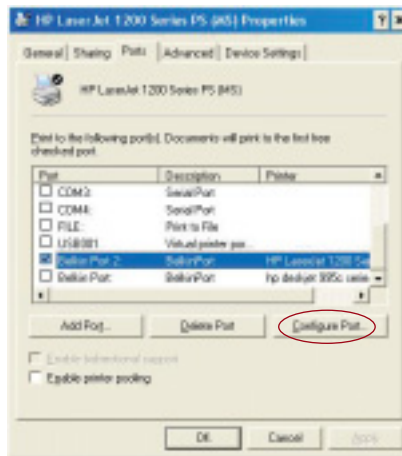 HP LaserJet 1200 Series PS (MS) Properties
General Sharing Ports Advanced Device Settings
HP LaserJet 1200 Series PS (MS)
Print to the following port(s). Documents will print to the first free
checked port.
Port Description Printer
COM3: Serial Port
COM4: Serial Port
FILE: Print to File
USB001 Virtual printer por...
Belkin Port 2: BelkinPort HP LaserJet 1200 Se
Belkin Port: BelkinPort hp deskjet 995c serie
Add Port... Delete Port Configure Port...
Enable bidirectional support
Enable printer pooling
OK Cancel Apply